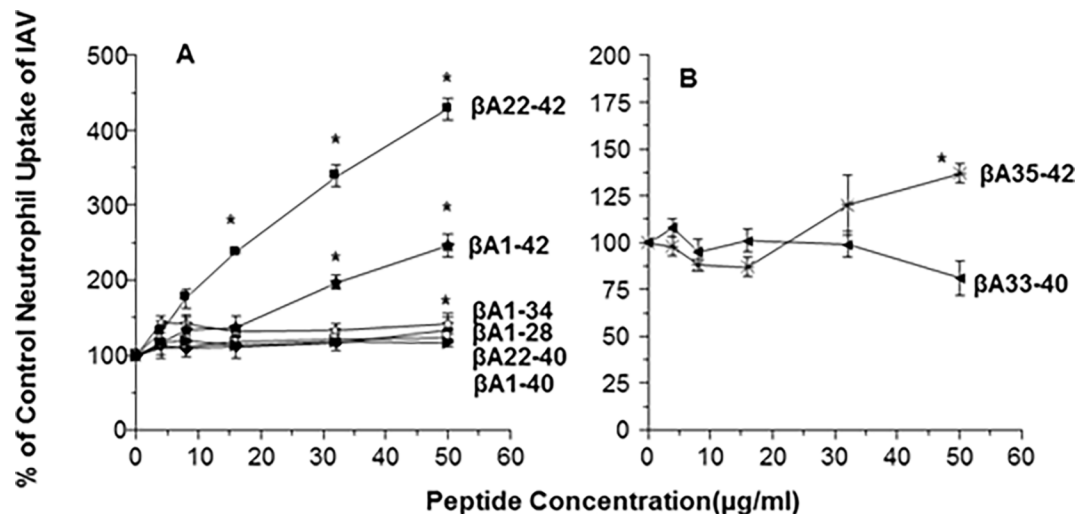 % of Control Neutrophil Uptake of IAV
A
500
400
300
200
100
0
0
10
20
30
40
50
60
βA22-42
βA1-42
βA1-34
βA1-28
βA22-40
βA1-40
B
200
175
150
125
100
75
50
25
0
0
10
20
30
40
50
60
βA35-42
βA33-40
Peptide Concentration(µg/ml)